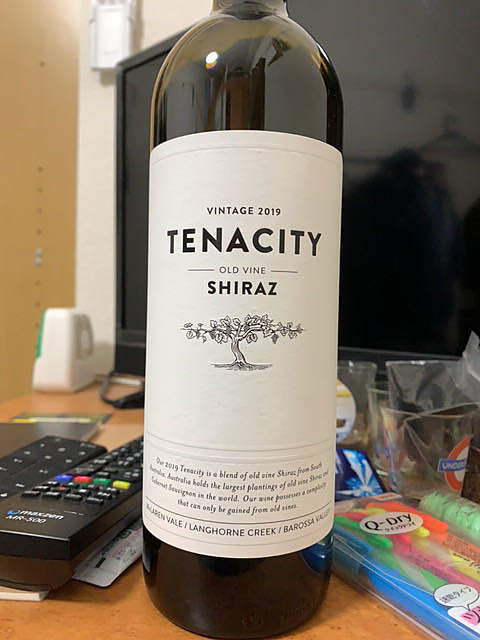 VINTAGE 2019
TENACITY
OLD VINE
SHIRAZ
Our 2019 Tenacity is a blend of old vine Shiraz from South
Australia. Australia holds the largest plantings of old vine Shiraz and
Cabernet Sauvignon in the world. Our wine possesses a complexity
that can only be gained from old vines.
McLAREN VALE / LANGHORNE CREEK / BAROSSA VALLEY
maxzen
MR-500
UNDER
Q-DRY